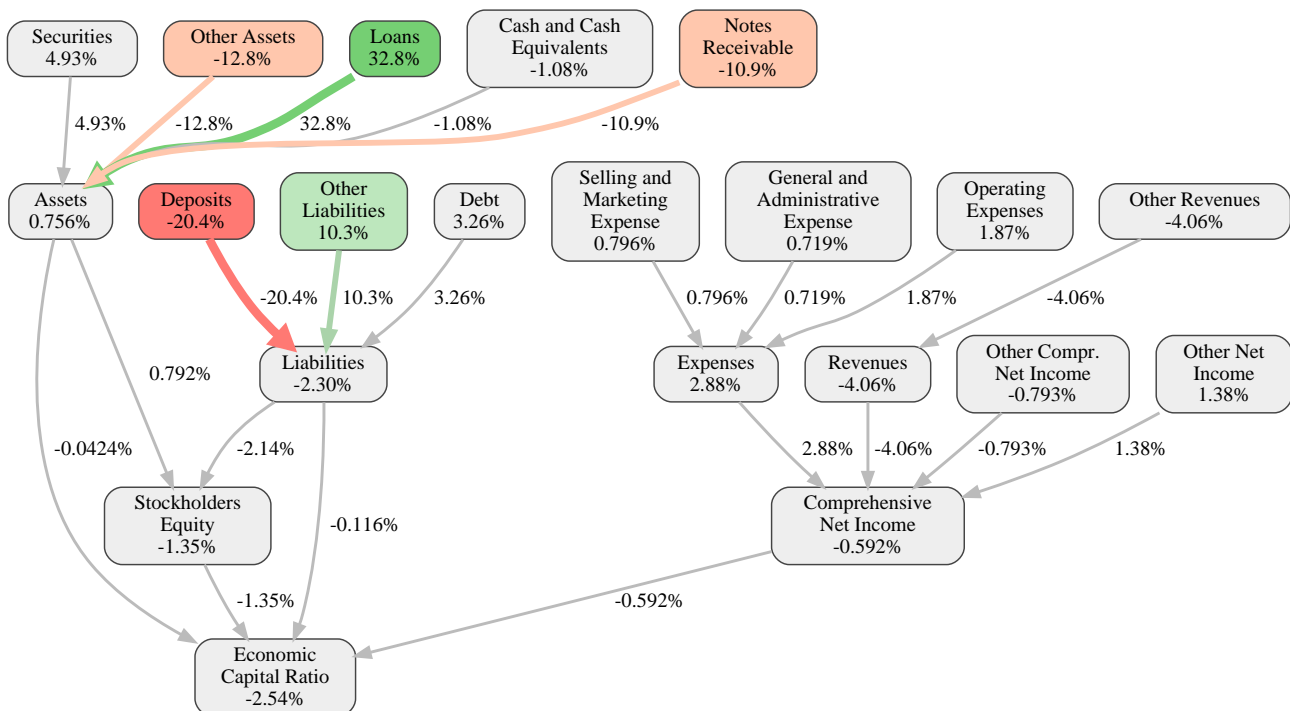 Securities
4.93%
Other Assets
-12.8%
Loans
32.8%
Cash and Cash
Equivalents
-1.08%
Notes
Receivable
-10.9%
4.93%
-12.8%
32.8%
-1.08%
-10.9%
Assets
0.756%
Deposits
-20.4%
Other
Liabilities
10.3%
Debt
3.26%
Selling and
Marketing
Expense
0.796%
General and
Administrative
Expense
0.719%
Operating
Expenses
1.87%
Other Revenues
-4.06%
-20.4%
10.3%
3.26%
0.796%
0.719%
1.87%
-4.06%
Liabilities
-2.30%
Expenses
2.88%
Revenues
-4.06%
Other Compr.
Net Income
-0.793%
Other Net
Income
1.38%
0.792%
-0.0424%
-2.14%
2.88%
-4.06%
-0.793%
1.38%
Stockholders
Equity
-1.35%
-0.116%
Comprehensive
Net Income
-0.592%
-1.35%
-0.592%
Economic
Capital Ratio
-2.54%